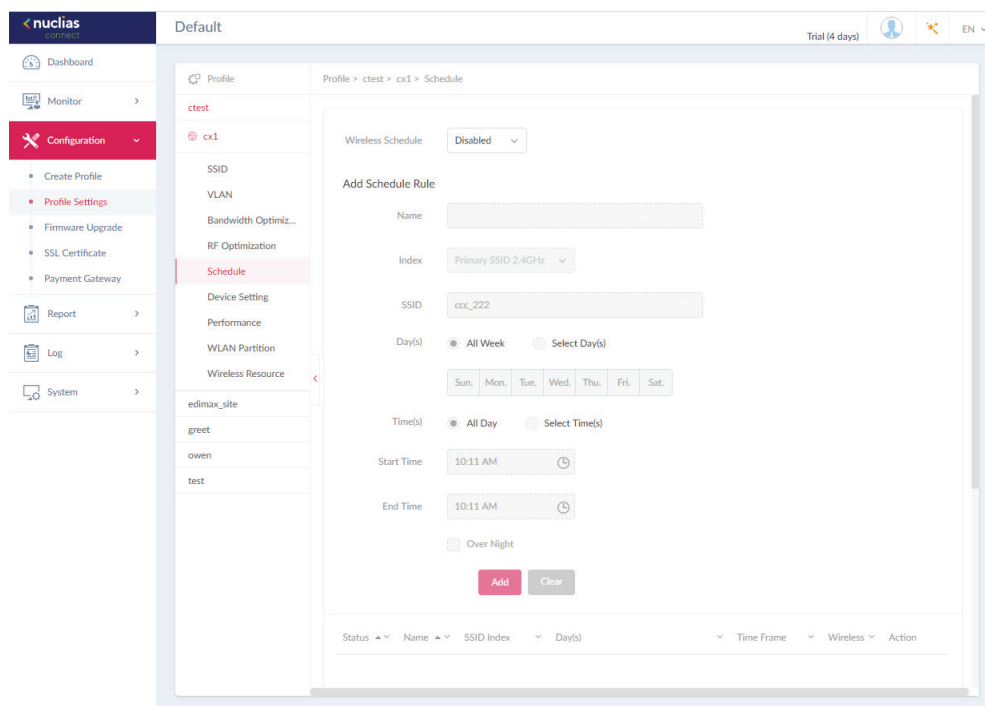 nuclias
connect
Default
Trial (4 days)
EN
Dashboard
Monitor
Configuration
Create Profile
Profile Settings
Firmware Upgrade
SSL Certificate
Payment Gateway
Report
Log
System
Profile
ctest
cx1
SSID
VLAN
Bandwidth Optimiz...
RF Optimization
Schedule
Device Setting
Performance
WLAN Partition
Wireless Resource
edimax_site
greet
owen
test
Profile > ctest > cx1 > Schedule
Wireless Schedule Disabled
Add Schedule Rule
Name
Index Primary SSID 2.4GHz
SSID ccc_222
Day(s) All Week Select Day(s)
Sun. Mon. Tue. Wed. Thu. Fri. Sat.
Time(s) All Day Select Time(s)
Start Time 10:11 AM
End Time 10:11 AM
Over Night
Add Clear
Status Name SSID Index Day(s) Time Frame Wireless Action